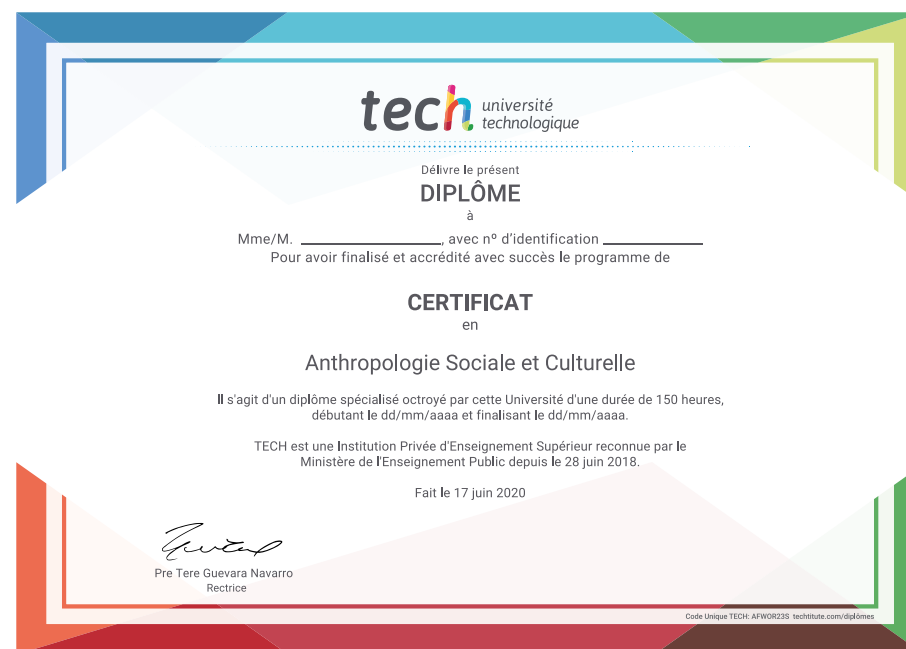 tech université
technologique
Délivre le présent
DIPLÔME
à
Mme/M. ____________________, avec nº d'identification ______________
Pour avoir finalisé et accrédité avec succès le programme de
CERTIFICAT
en
Anthropologie Sociale et Culturelle
Il s'agit d'un diplôme spécialisé octroyé par cette Université d'une durée de 150 heures,
débutant le dd/mm/aaaa et finalisant le dd/mm/aaaa.
TECH est une Institution Privée d'Enseignement Supérieur reconnue par le
Ministère de l'Enseignement Public depuis le 28 juin 2018.
Fait le 17 juin 2020
Pre Tere Guevara Navarro
Rectrice
Code Unique TECH: AFWOR23S techtitute.com/diplômes